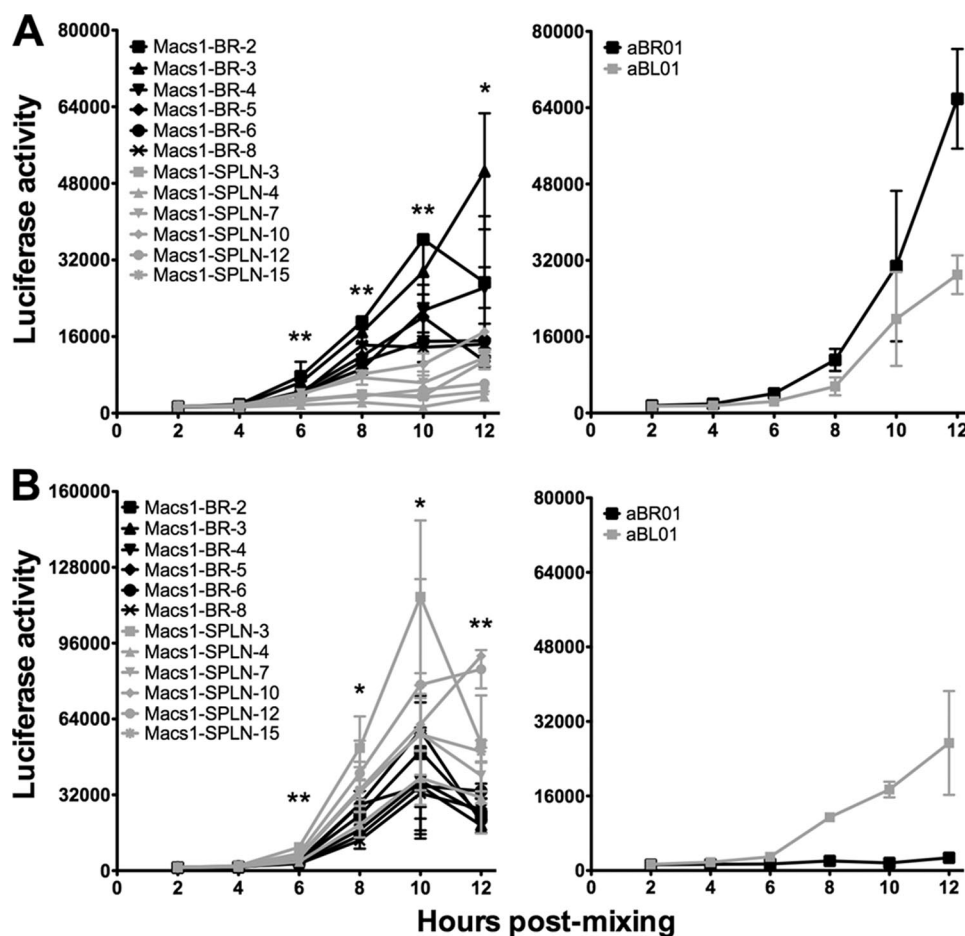 A
80000
64000
48000
32000
16000
0
Luciferase activity
Macs1-BR-2
Macs1-BR-3
Macs1-BR-4
Macs1-BR-5
Macs1-BR-6
Macs1-BR-8
Macs1-SPLN-3
Macs1-SPLN-4
Macs1-SPLN-7
Macs1-SPLN-10
Macs1-SPLN-12
Macs1-SPLN-15
**
**
**
*
0 2 4 6 8 10 12
80000
64000
48000
32000
16000
0
aBR01
aBL01
0 2 4 6 8 10 12
B
160000
128000
96000
64000
32000
0
Luciferase activity
Macs1-BR-2
Macs1-BR-3
Macs1-BR-4
Macs1-BR-5
Macs1-BR-6
Macs1-BR-8
Macs1-SPLN-3
Macs1-SPLN-4
Macs1-SPLN-7
Macs1-SPLN-10
Macs1-SPLN-12
Macs1-SPLN-15
**
*
*
**
0 2 4 6 8 10 12
80000
64000
48000
32000
16000
0
aBR01
aBL01
0 2 4 6 8 10 12
Hours post-mixing